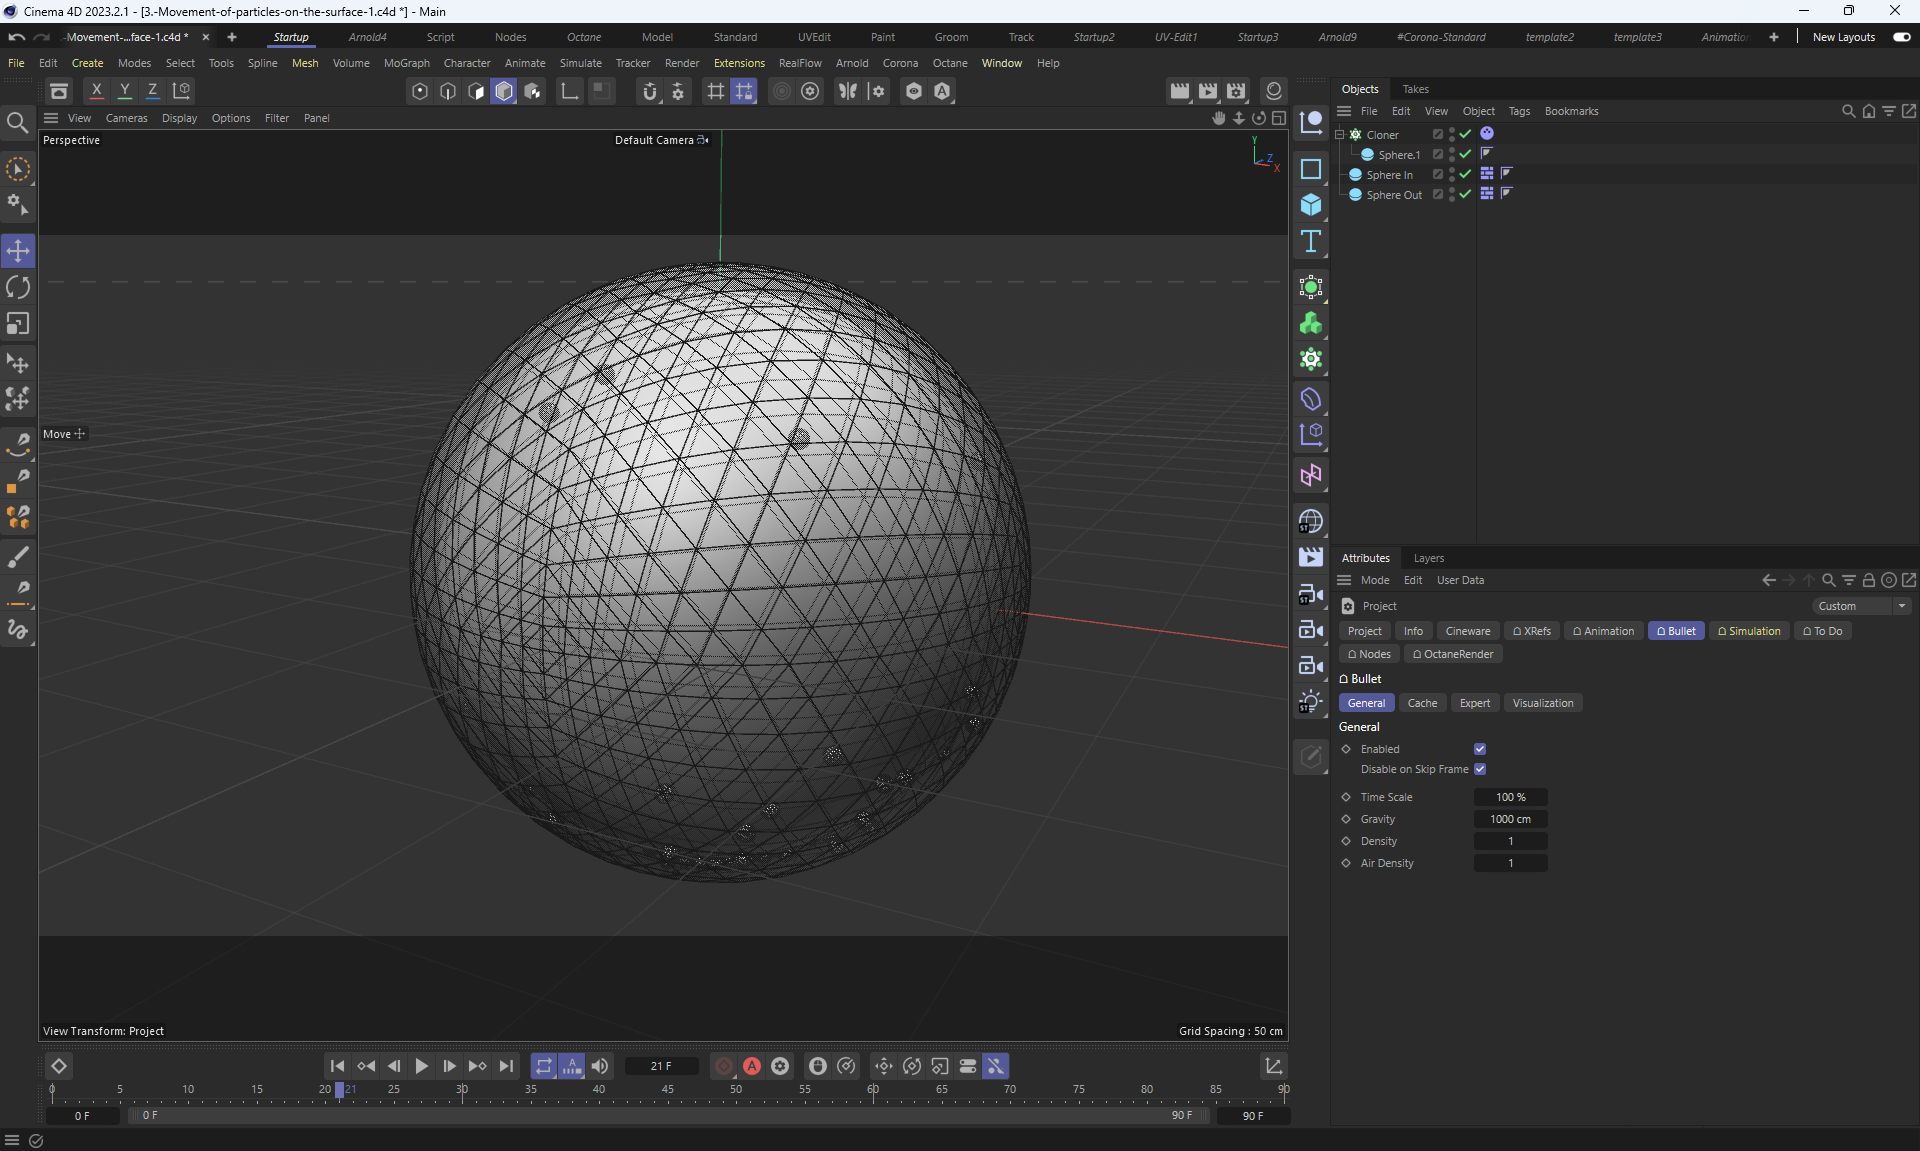 Cinema 4D 2023.2.1 - [3.-Movement-of-particles-on-the-surface-1.c4d *] - Main
-Movement-...face-1.c4d * × + Startup Arnold4 Script Nodes Octane Model Standard UVEdit Paint Groom Track Startup2 UV-Edit1 Startup3 Arnold9 #Corona-Standard template2 template3 Animatio + New Layouts
File Edit Create Modes Select Tools Spline Mesh Volume MoGraph Character Animate Simulate Tracker Render Extensions RealFlow Arnold Corona Octane Window Help
X Y Z
Objects Takes
View Cameras Display Options Filter Panel
File Edit View Object Tags Bookmarks
Perspective
Default Camera
Y
Z
X
Cloner
Sphere.1
Sphere In
Sphere Out
Move
Attributes Layers
Mode Edit User Data
Project
Custom
Project Info Cineware XRefs Animation Bullet Simulation To Do
Nodes OctaneRender
Bullet
General Cache Expert Visualization
General
Enabled
Disable on Skip Frame
Time Scale 100 %
Gravity 1000 cm
Density 1
Air Density 1
ST
ST
ST
View Transform: Project
Grid Spacing : 50 cm
21 F
0 5 10 15 20 21 25 30 35 40 45 50 55 60 65 70 75 80 85 90
0 F 0 F 90 F 90 F